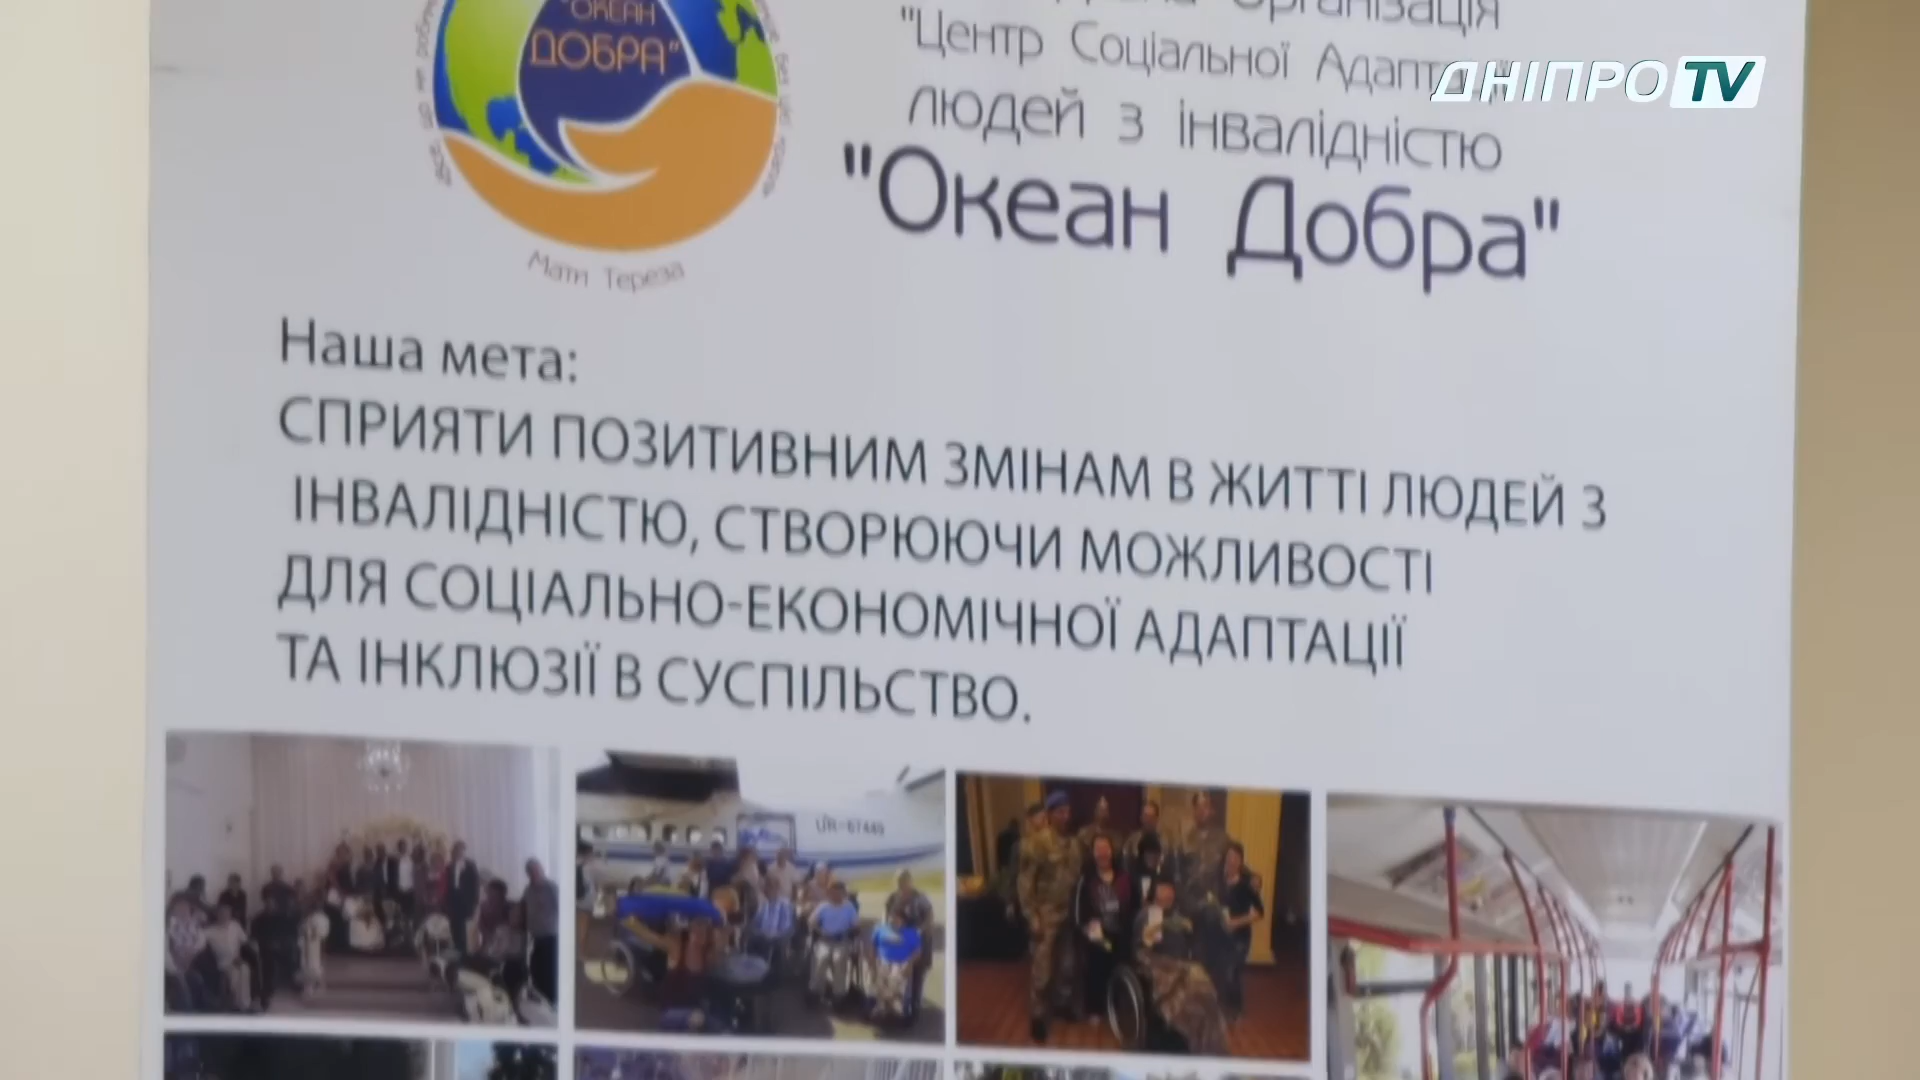 "ОКЕАН
ДОБРА"
Мати Тереза
Організація
"Центр Соціальної Адаптації
людей з інвалідністю
"Океан Добра"
ДНІПРО TV
Наша мета:
СПРИЯТИ ПОЗИТИВНИМ ЗМІНАМ В ЖИТТІ ЛЮДЕЙ З
ІНВАЛІДНІСТЮ, СТВОРЮЮЧИ МОЖЛИВОСТІ
ДЛЯ СОЦІАЛЬНО-ЕКОНОМІЧНОЇ АДАПТАЦІЇ
ТА ІНКЛЮЗІЇ В СУСПІЛЬСТВО.